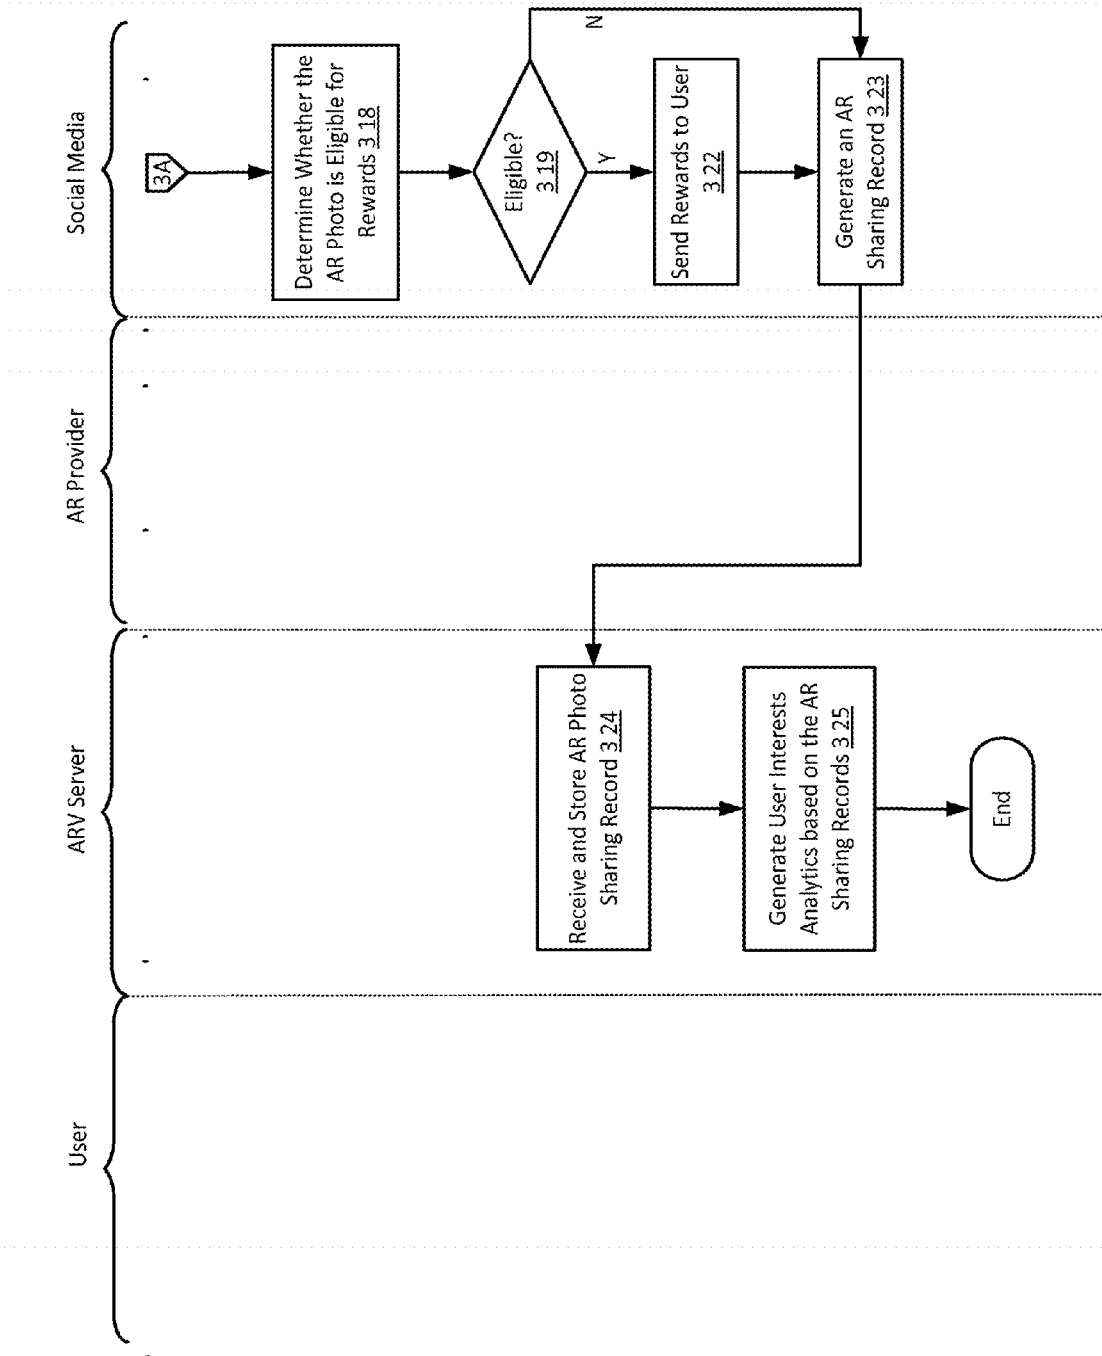 User
ARV Server
AR Provider
Social Media
3A
Determine Whether the
AR Photo is Eligible for
Rewards 3 18
Eligible?
3 19
N
Y
Send Rewards to User
3 22
Generate an AR
Sharing Record 3 23
Receive and Store AR Photo
Sharing Record 3 24
Generate User Interests
Analytics based on the AR
Sharing Records 3 25
End